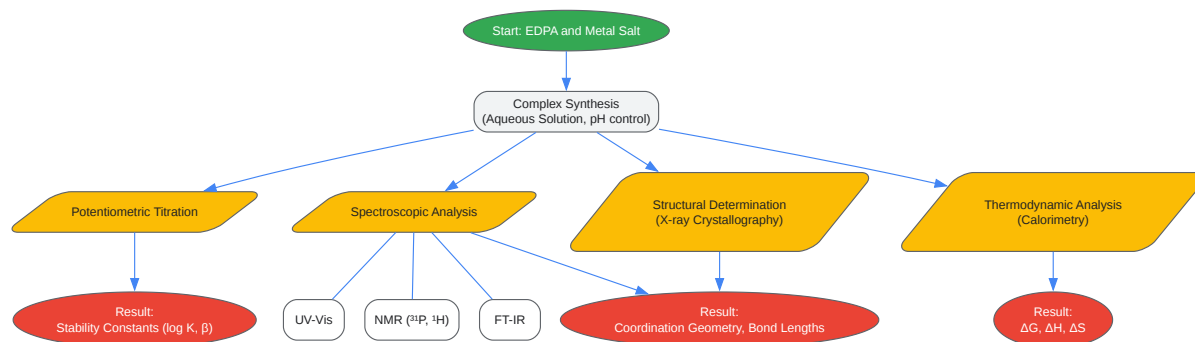 Start: EDPA and Metal Salt
Complex Synthesis
(Aqueous Solution, pH control)
Potentiometric Titration
Spectroscopic Analysis
Structural Determination
(X-ray Crystallography)
Thermodynamic Analysis
(Calorimetry)
Result:
Stability Constants (log K, β)
UV-Vis
NMR (³¹P, ¹H)
FT-IR
Result:
Coordination Geometry, Bond Lengths
Result:
ΔG, ΔH, ΔS